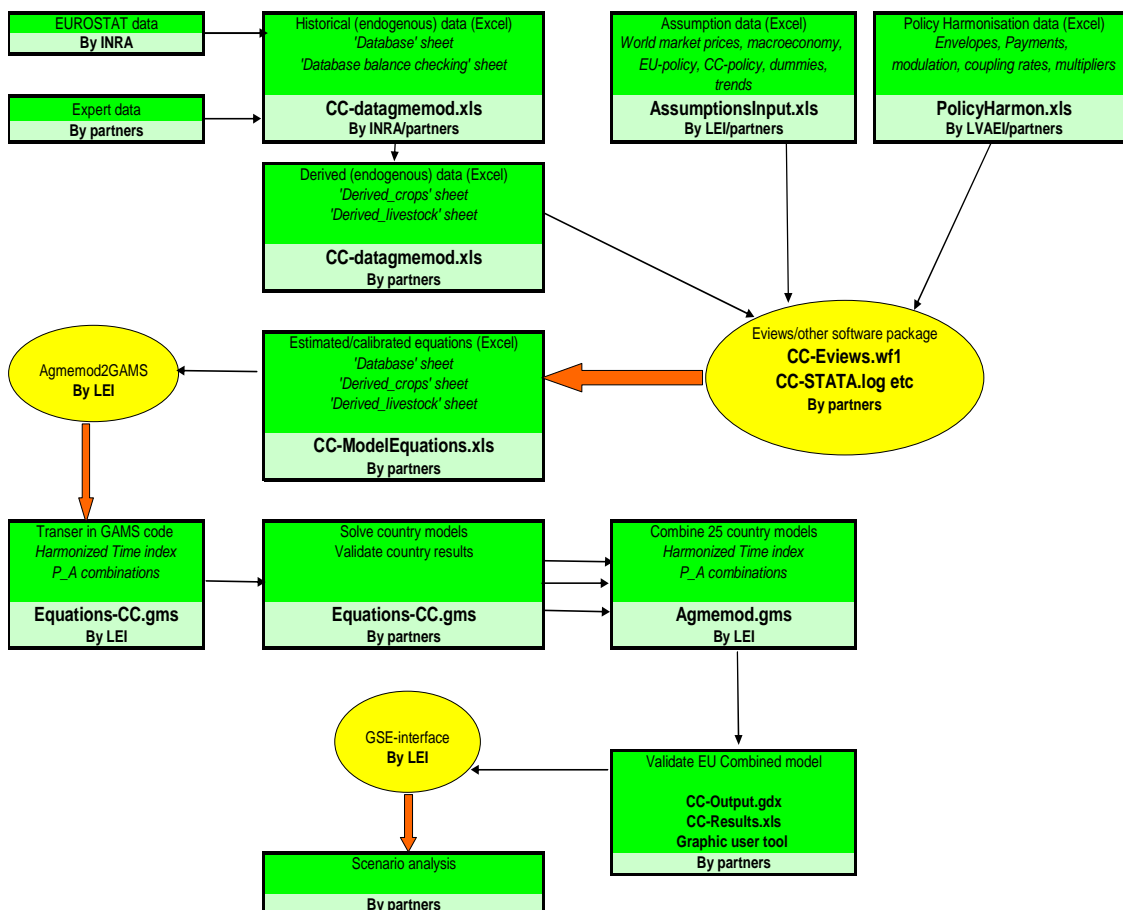 EUROSTAT data
By INRA
Historical (endogenous) data (Excel)
'Database' sheet
'Database balance checking' sheet
CC-datagmemod.xls
By INRA/partners
Assumption data (Excel)
World market prices, macroeconomy,
EU-policy, CC-policy, dummies,
trends
AssumptionsInput.xls
By LEI/partners
Policy Harmonisation data (Excel)
Envelopes, Payments,
modulation, coupling rates, multipliers
PolicyHarmon.xls
By LVAEI/partners
Expert data
By partners
Derived (endogenous) data (Excel)
'Derived_crops' sheet
'Derived_livestock' sheet
CC-datagmemod.xls
By partners
Eviews/other software package
CC-Eviews.wf1
CC-STATA.log etc
By partners
Estimated/calibrated equations (Excel)
'Database' sheet
'Derived_crops' sheet
'Derived_livestock' sheet
CC-ModelEquations.xls
By partners
Agmemod2GAMS
By LEI
Transer in GAMS code
Harmonized Time index
P_A combinations
Equations-CC.gms
By LEI
Solve country models
Validate country results
Equations-CC.gms
By partners
Combine 25 country models
Harmonized Time index
P_A combinations
Agmemod.gms
By LEI
GSE-interface
By LEI
Validate EU Combined model
CC-Output.gdx
CC-Results.xls
Graphic user tool
By partners
Scenario analysis
By partners